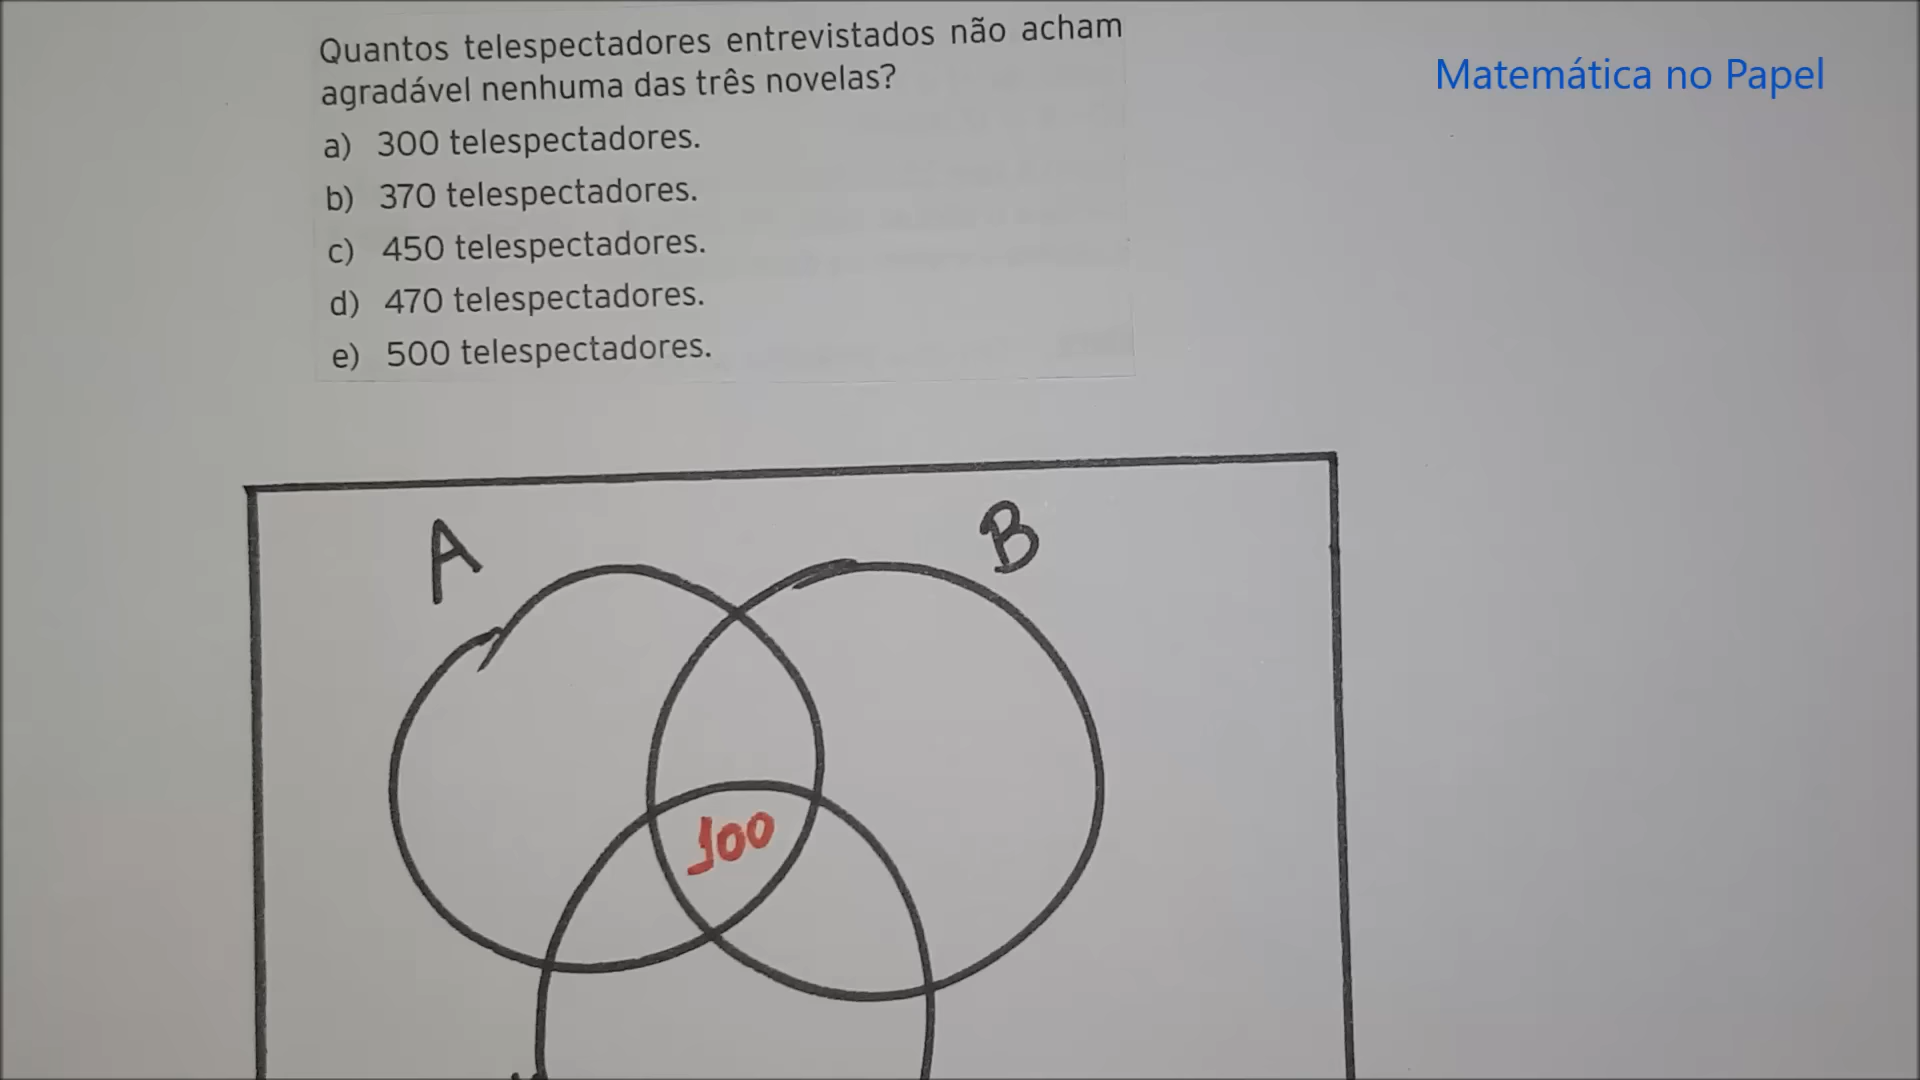 Quantos telespectadores entrevistados não acham
agradável nenhuma das três novelas?
a) 300 telespectadores.
b) 370 telespectadores.
c) 450 telespectadores.
d) 470 telespectadores.
e) 500 telespectadores.
Matemática no Papel
A
B
100